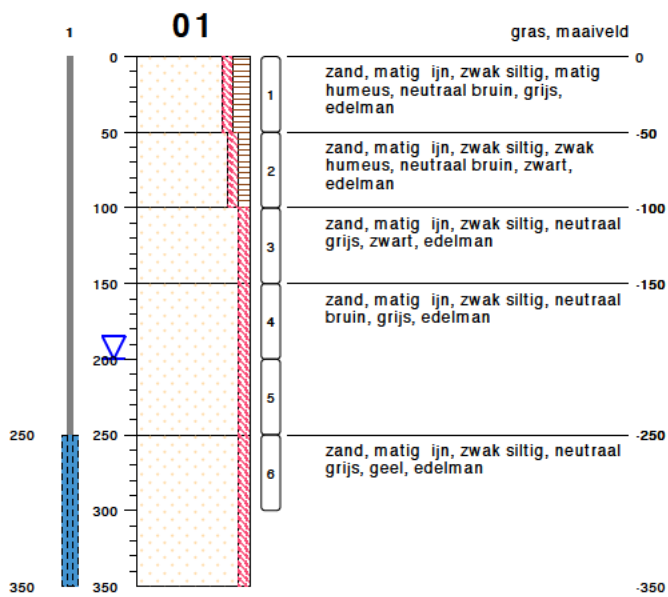 1
01
gras, maaiveld
0
0
zand, matig ijn, zwak siltig, matig
humeus, neutraal bruin, grijs,
edelman
1
50
-50
zand, matig ijn, zwak siltig, zwak
humeus, neutraal bruin, zwart,
edelman
2
100
-100
zand, matig ijn, zwak siltig, neutraal
grijs, zwart, edelman
3
150
-150
zand, matig ijn, zwak siltig, neutraal
bruin, grijs, edelman
4
200
5
250
250
-250
zand, matig ijn, zwak siltig, neutraal
grijs, geel, edelman
6
300
350
350
-350